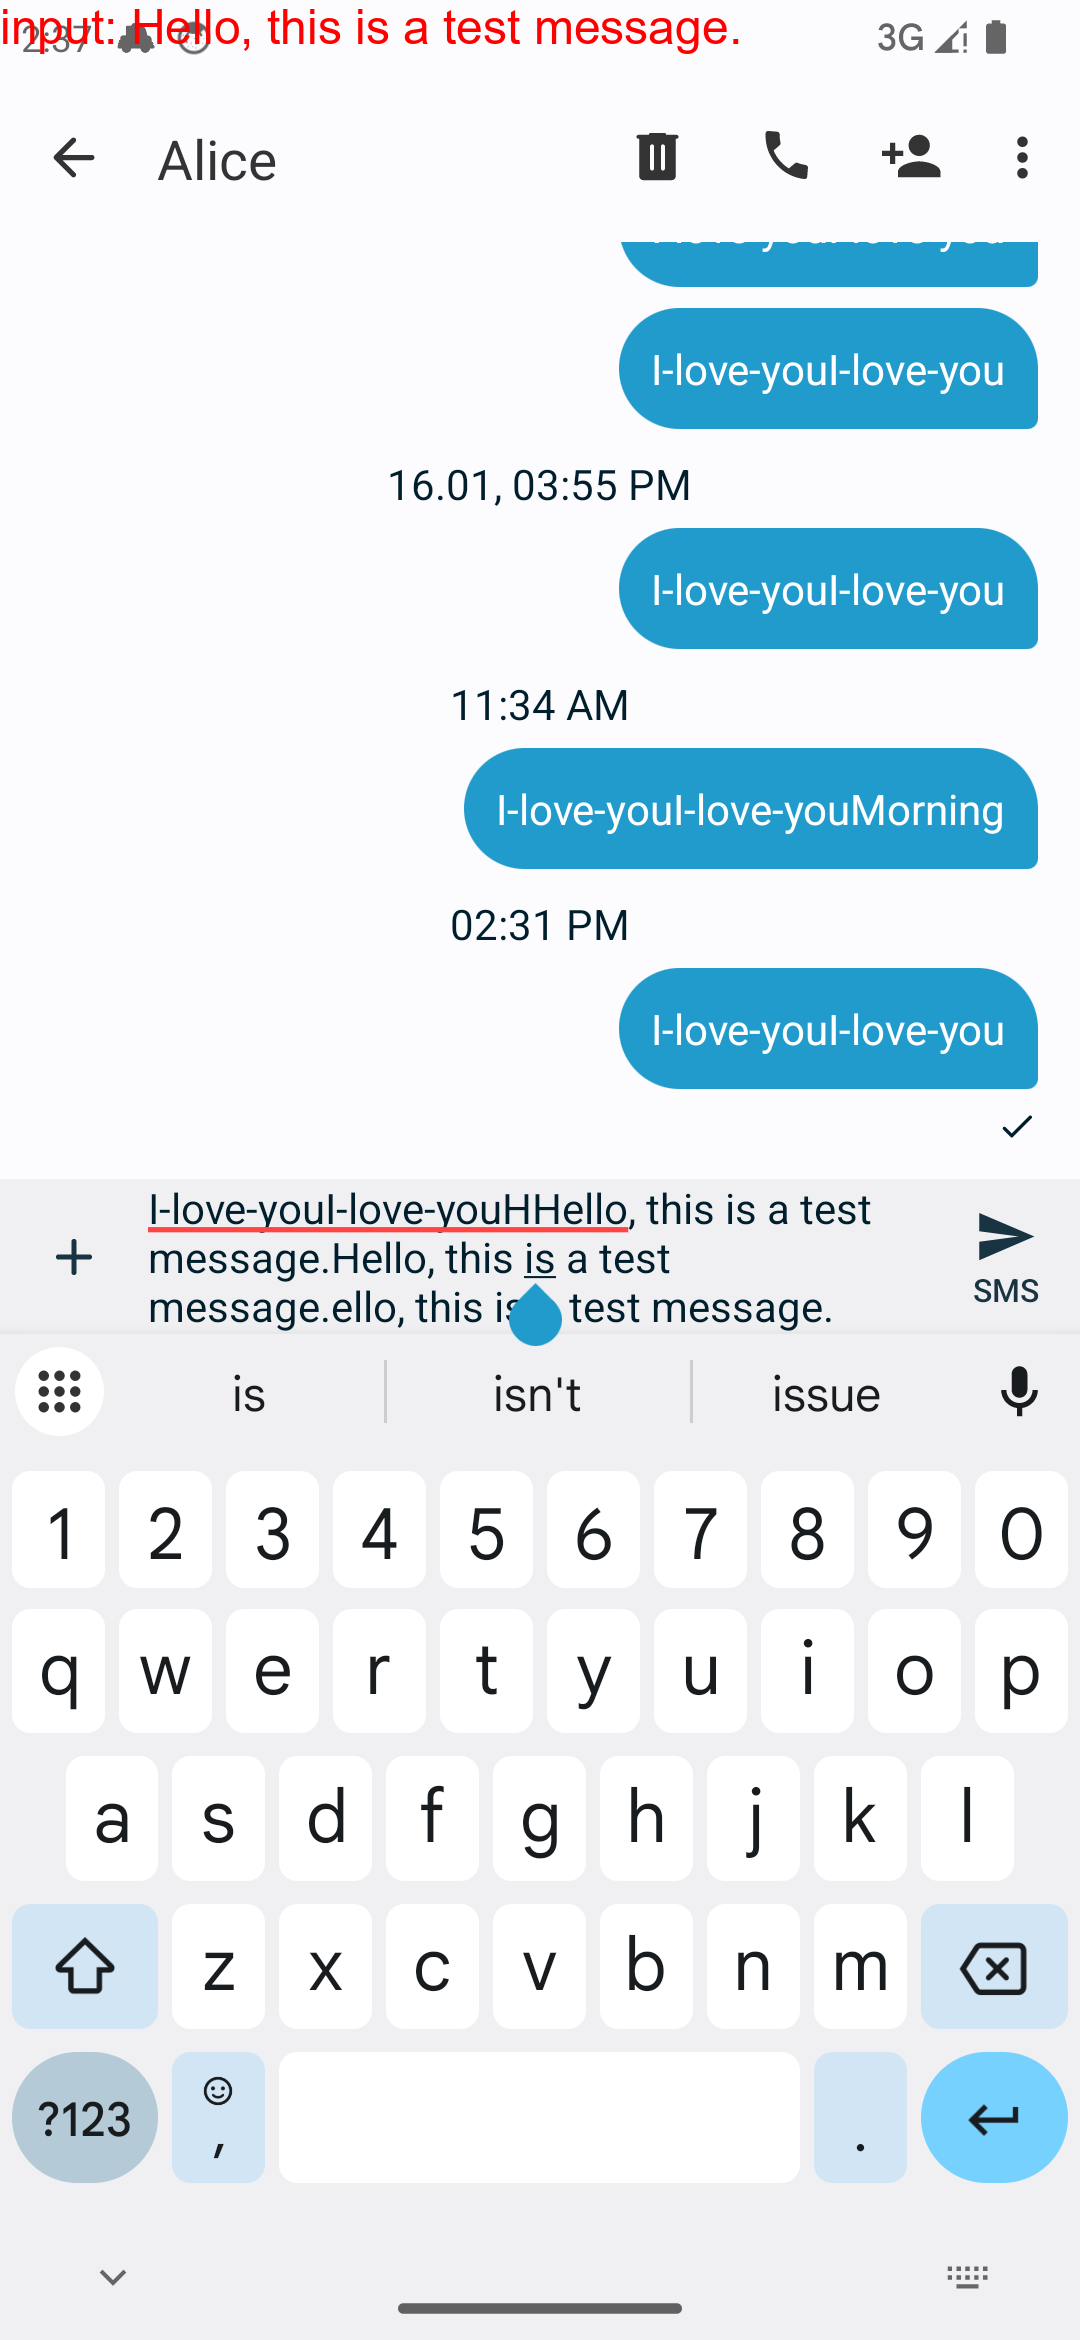 input: Hello, this is a test message.
2:37
3G
Alice
I-love-youI-love-you
16.01, 03:55 PM
I-love-youI-love-you
11:34 AM
I-love-youI-love-youMorning
02:31 PM
I-love-youI-love-you
I-love-youI-love-youHHello, this is a test
message.Hello, this is a test
message.ello, this is test message.
SMS
is isn't issue
1 2 3 4 5 6 7 8 9 0
q w e r t y u i o p
a s d f g h j k l
z x c v b n m
?123 , .